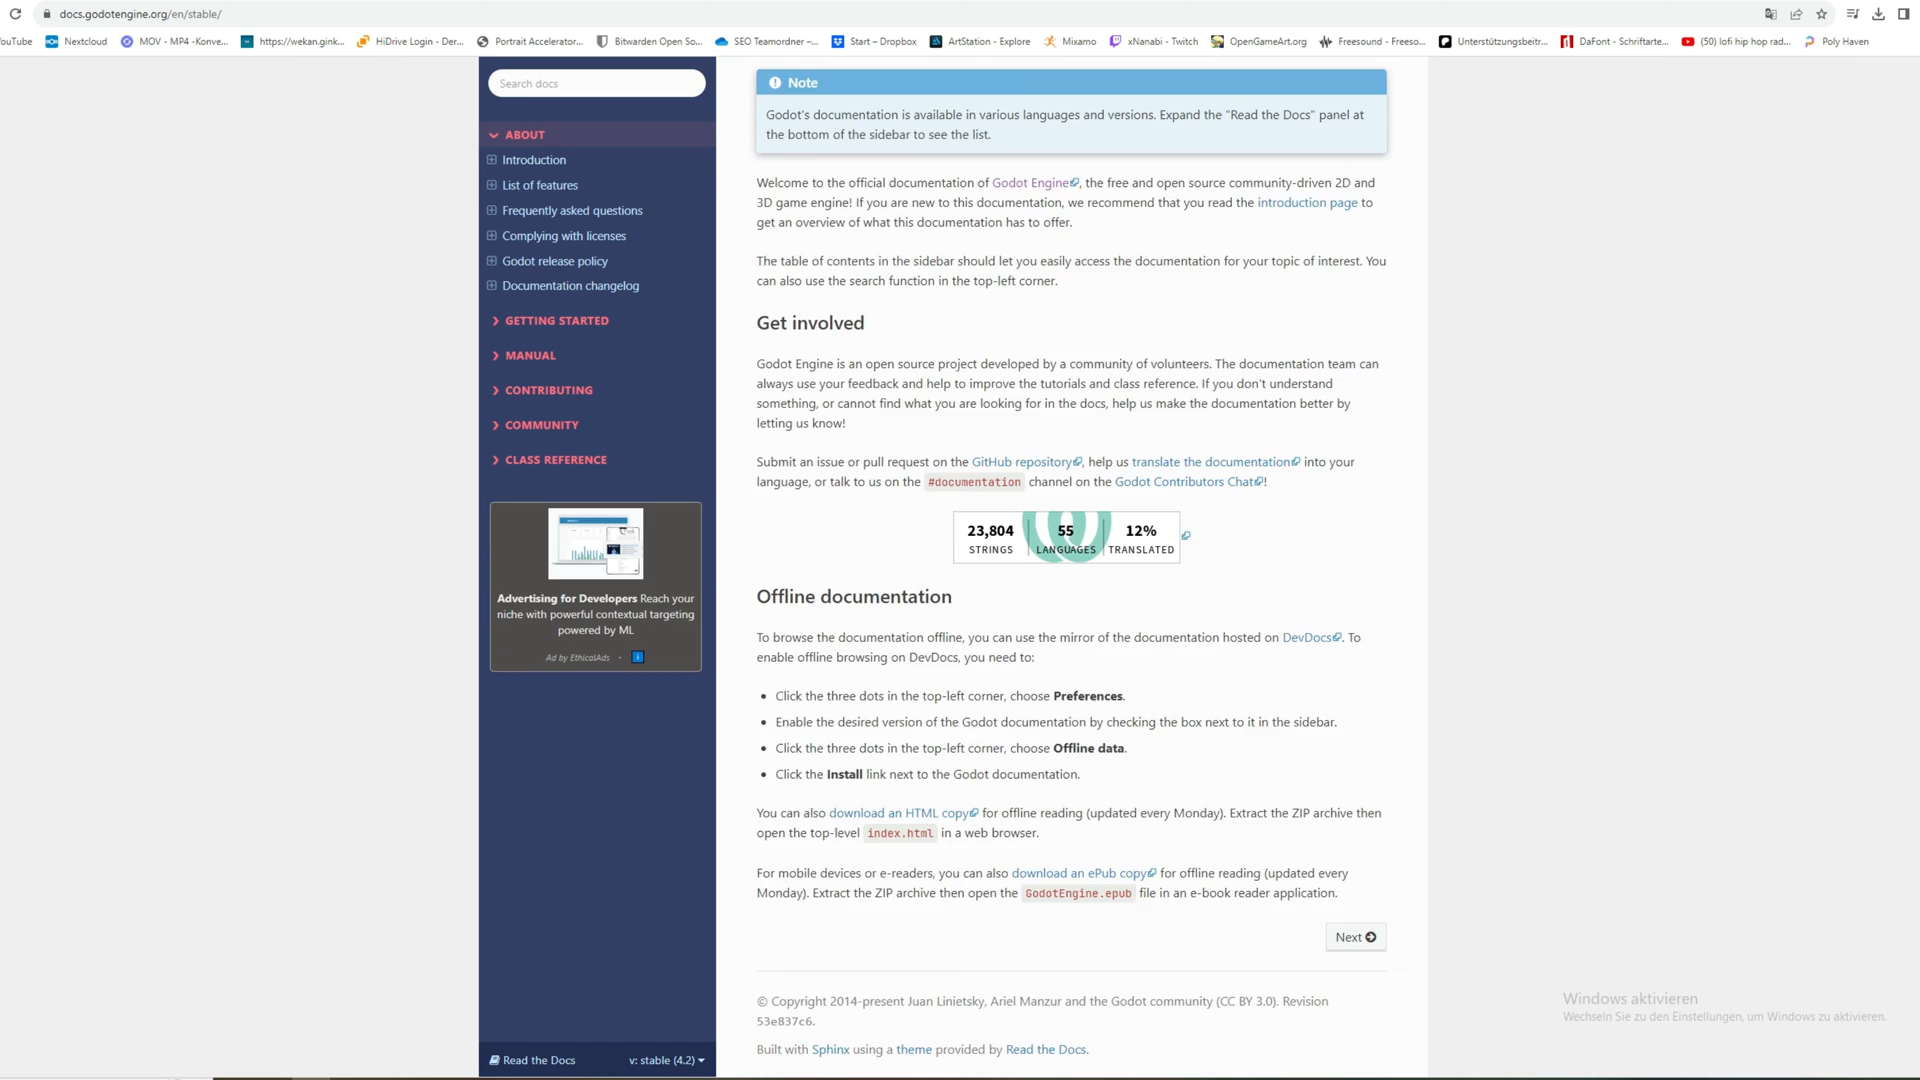 docs.godotengine.org/en/stable/
ouTube Nextcloud MOV - MP4 -Konve... https://wekan.gink... HiDrive Login - Der... Portrait Accelerator... Bitwarden Open So... SEO Teamordner –... Start – Dropbox ArtStation - Explore Mixamo xNanabi - Twitch OpenGameArt.org Freesound - Freeso... Unterstützungsbeitr... DaFont - Schriftarte... (50) lofi hip hop rad... Poly Haven
Search docs
ABOUT
Introduction
List of features
Frequently asked questions
Complying with licenses
Godot release policy
Documentation changelog
GETTING STARTED
MANUAL
CONTRIBUTING
COMMUNITY
CLASS REFERENCE
Advertising for Developers Reach your
niche with powerful contextual targeting
powered by ML
Ad by EthicalAds · i
Read the Docs v: stable (4.2)
Note
Godot's documentation is available in various languages and versions. Expand the "Read the Docs" panel at
the bottom of the sidebar to see the list.
Welcome to the official documentation of Godot Engine, the free and open source community-driven 2D and
3D game engine! If you are new to this documentation, we recommend that you read the introduction page to
get an overview of what this documentation has to offer.
The table of contents in the sidebar should let you easily access the documentation for your topic of interest. You
can also use the search function in the top-left corner.
Get involved
Godot Engine is an open source project developed by a community of volunteers. The documentation team can
always use your feedback and help to improve the tutorials and class reference. If you don't understand
something, or cannot find what you are looking for in the docs, help us make the documentation better by
letting us know!
Submit an issue or pull request on the GitHub repository, help us translate the documentation into your
language, or talk to us on the #documentation channel on the Godot Contributors Chat!
23,804 55 12%
STRINGS LANGUAGES TRANSLATED
Offline documentation
To browse the documentation offline, you can use the mirror of the documentation hosted on DevDocs. To
enable offline browsing on DevDocs, you need to:
• Click the three dots in the top-left corner, choose Preferences.
• Enable the desired version of the Godot documentation by checking the box next to it in the sidebar.
• Click the three dots in the top-left corner, choose Offline data.
• Click the Install link next to the Godot documentation.
You can also download an HTML copy for offline reading (updated every Monday). Extract the ZIP archive then
open the top-level index.html in a web browser.
For mobile devices or e-readers, you can also download an ePub copy for offline reading (updated every
Monday). Extract the ZIP archive then open the GodotEngine.epub file in an e-book reader application.
Next
© Copyright 2014-present Juan Linietsky, Ariel Manzur and the Godot community (CC BY 3.0). Revision
53e837c6.
Built with Sphinx using a theme provided by Read the Docs.
Windows aktivieren
Wechseln Sie zu den Einstellungen, um Windows zu aktivieren.